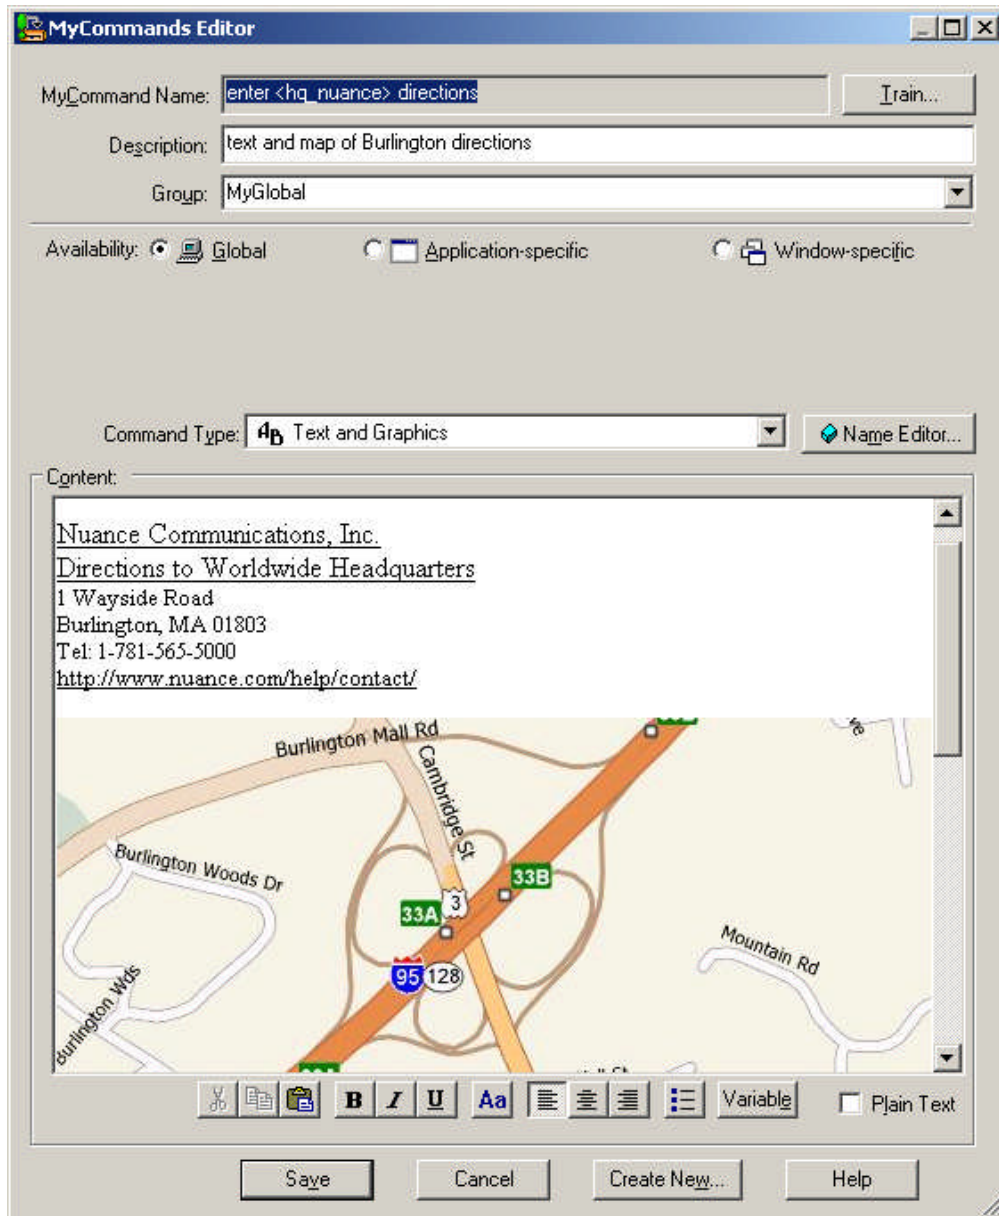 MyCommands Editor
MyCommand Name: enter <hq_nuance> directions Train...
Description: text and map of Burlington directions
Group: MyGlobal
Availability: Global Application-specific Window-specific
Command Type: AB Text and Graphics Name Editor...
Content:
Nuance Communications, Inc.
Directions to Worldwide Headquarters
1 Wayside Road
Burlington, MA 01803
Tel: 1-781-565-5000
http://www.nuance.com/help/contact/
Burlington Mall Rd
Cambridge St
Burlington Woods Dr
33B
33A
3
Mountain Rd
95 128
Burlington Wds
B I U Aa Variable Plain Text
Save Cancel Create New... Help